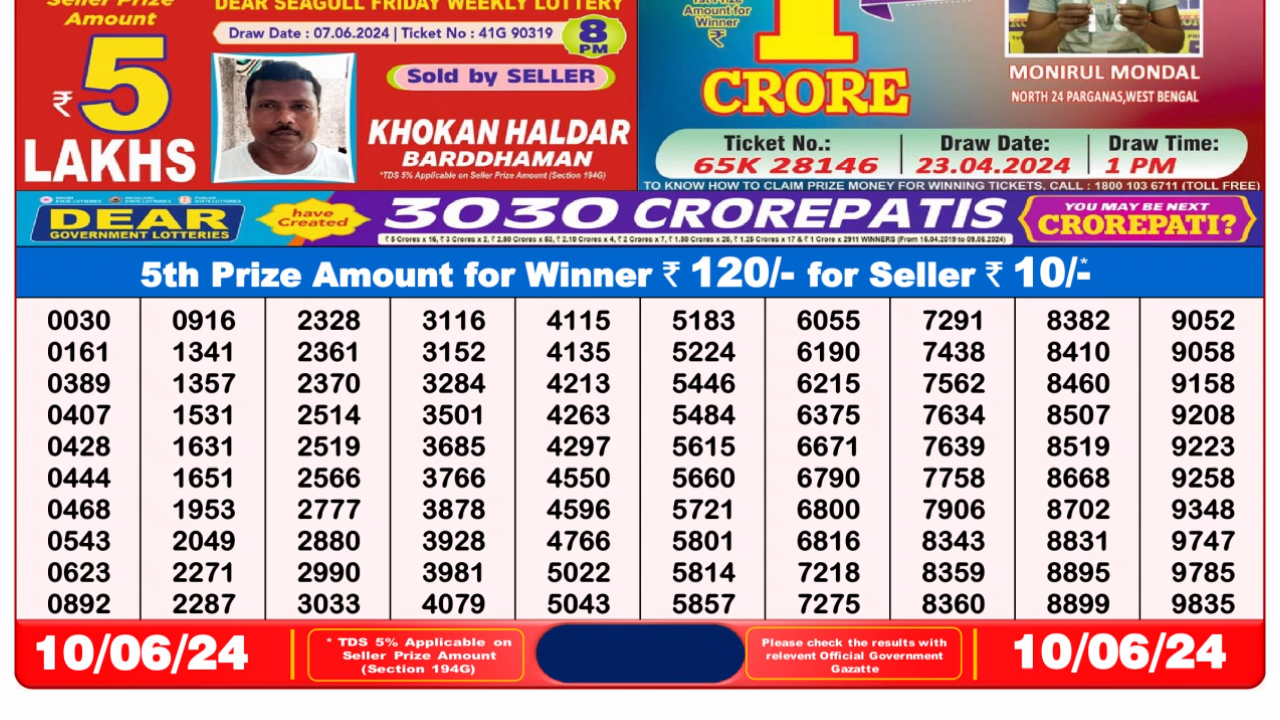 Seller Prize
Amount
₹ 5
LAKHS
DEAR SEAGULL FRIDAY WEEKLY LOTTERY
Draw Date : 07.06.2024 | Ticket No : 41G 90319
8
PM
Sold by SELLER
KHOKAN HALDAR
BARDDHAMAN
*TDS 5% Applicable on Seller Prize Amount (Section 194G)
1st Prize
Amount for
Winner
₹
1
CRORE
MONIRUL MONDAL
NORTH 24 PARGANAS,WEST BENGAL
Ticket No.: Draw Date: Draw Time:
65K 28146 23.04.2024 1 PM
TO KNOW HOW TO CLAIM PRIZE MONEY FOR WINNING TICKETS, CALL : 1800 103 6711 (TOLL FREE)
DEAR
GOVERNMENT LOTTERIES
have
Created
3030 CROREPATIS
YOU MAY BE NEXT
CROREPATI?
5th Prize Amount for Winner ₹ 120/- for Seller ₹ 10/-*
0030 0916 2328 3116 4115 5183 6055 7291 8382 9052
0161 1341 2361 3152 4135 5224 6190 7438 8410 9058
0389 1357 2370 3284 4213 5446 6215 7562 8460 9158
0407 1531 2514 3501 4263 5484 6375 7634 8507 9208
0428 1631 2519 3685 4297 5615 6671 7639 8519 9223
0444 1651 2566 3766 4550 5660 6790 7758 8668 9258
0468 1953 2777 3878 4596 5721 6800 7906 8702 9348
0543 2049 2880 3928 4766 5801 6816 8343 8831 9747
0623 2271 2990 3981 5022 5814 7218 8359 8895 9785
0892 2287 3033 4079 5043 5857 7275 8360 8899 9835
10/06/24
* TDS 5% Applicable on
Seller Prize Amount
(Section 194G)
Please check the results with
relevent Official Government
Gazatte
10/06/24